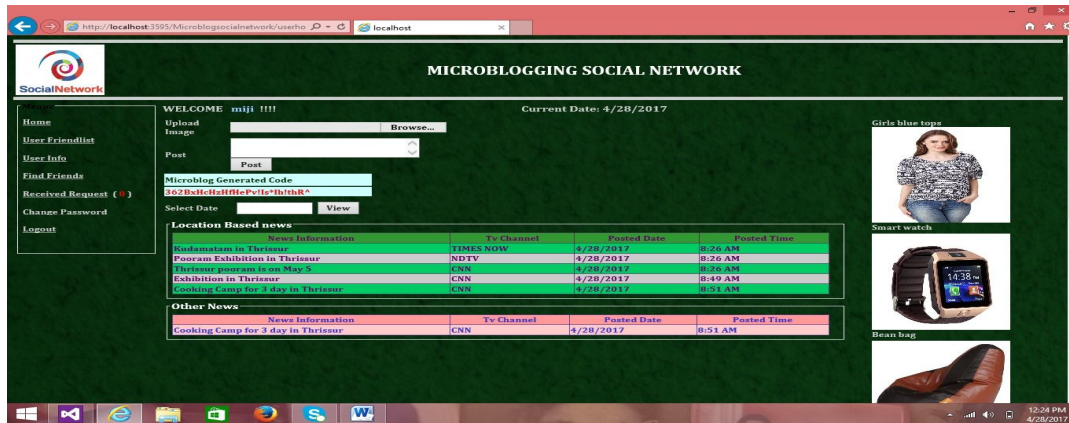 http://localhost:3595/Microblogsocialnetwork/userho
localhost
SocialNetwork
MICROBLOGGING SOCIAL NETWORK
Home
User Friendlist
User Info
Find Friends
Received Request ( 0 )
Change Password
Logout
WELCOME miji !!!!
Current Date: 4/28/2017
Upload
Image
Browse...
Post
Post
Microblog Generated Code
Select Date
View
Location Based news
News Information Tv Channel Posted Date Posted Time
Kudamatam in Thrissur TIMES NOW 4/28/2017 8:26 AM
Pooram Exhibition in Thrissur NDTV 4/28/2017 8:26 AM
Thrissur pooram is on May 5 CNN 4/28/2017 8:26 AM
Exhibition in Thrissur CNN 4/28/2017 8:49 AM
Cooking Camp for 3 day in Thrissur CNN 4/28/2017 8:51 AM
Other News
News Information Tv Channel Posted Date Posted Time
Cooking Camp for 3 day in Thrissur CNN 4/28/2017 8:51 AM
Girls blue tops
Smart watch
14:38
Bean bag
12:24 PM
4/28/2017